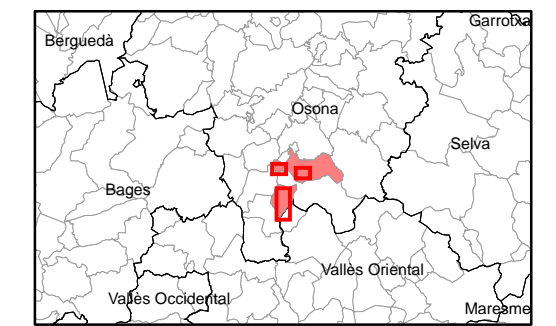 Garrotxa
Berguedà
Osona
Selva
Bages
Vallès Oriental
Vallès Occidental
Maresme